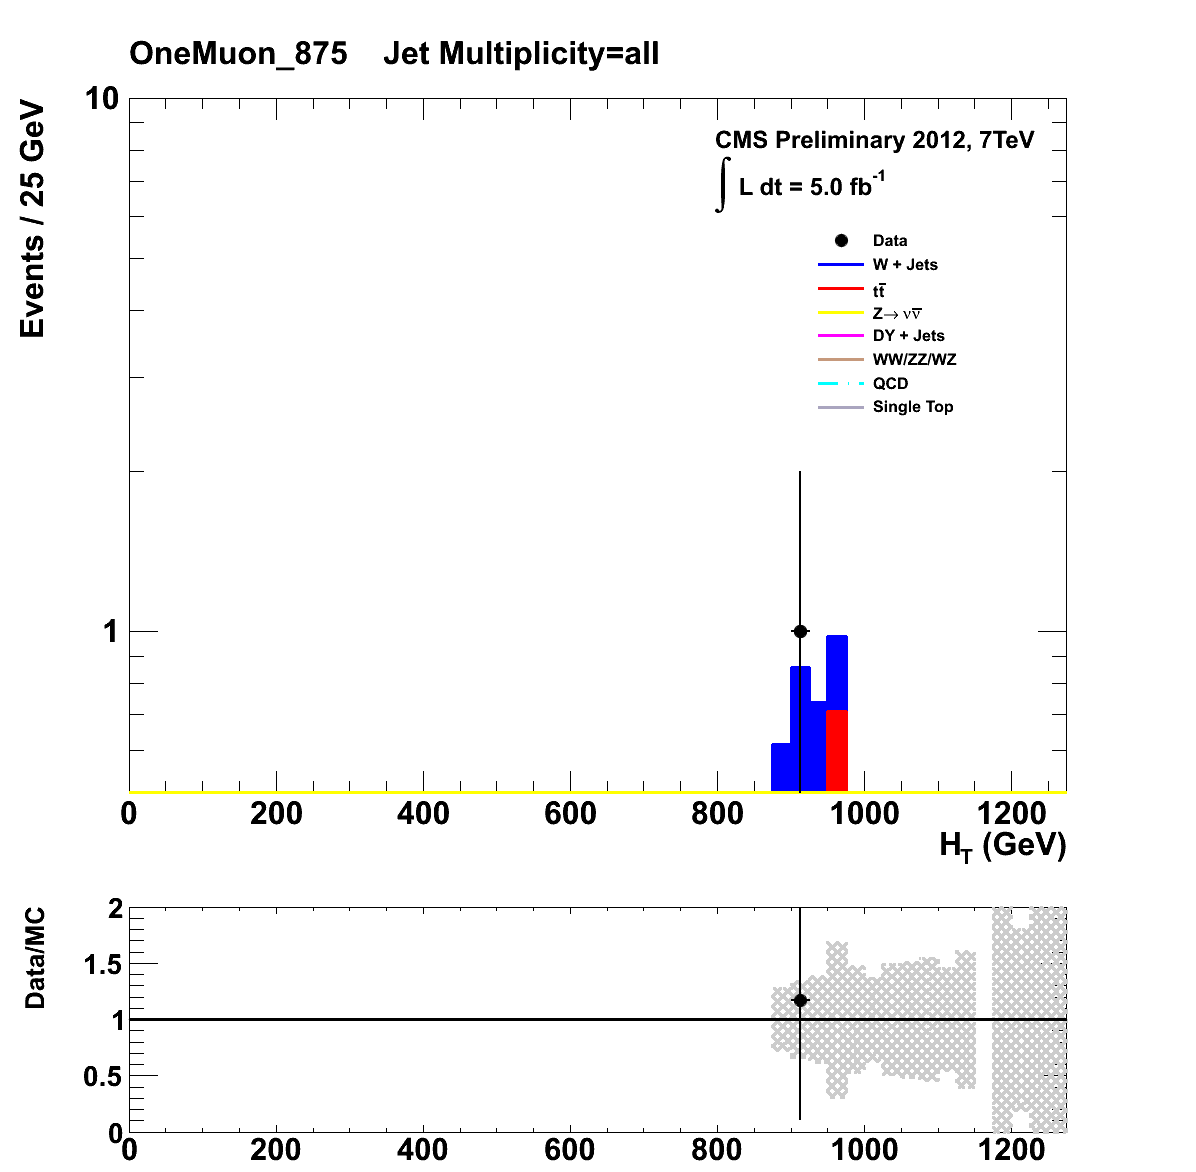 OneMuon_875 Jet Multiplicity=all
Events / 25 GeV
10
1
CMS Preliminary 2012, 7TeV
∫ L dt = 5.0 fb⁻¹
Data
W + Jets
tt̅
Z→ νν̅
DY + Jets
WW/ZZ/WZ
QCD
Single Top
0 200 400 600 800 1000 1200
H_T (GeV)
Data/MC
2
1.5
1
0.5
0
0 200 400 600 800 1000 1200